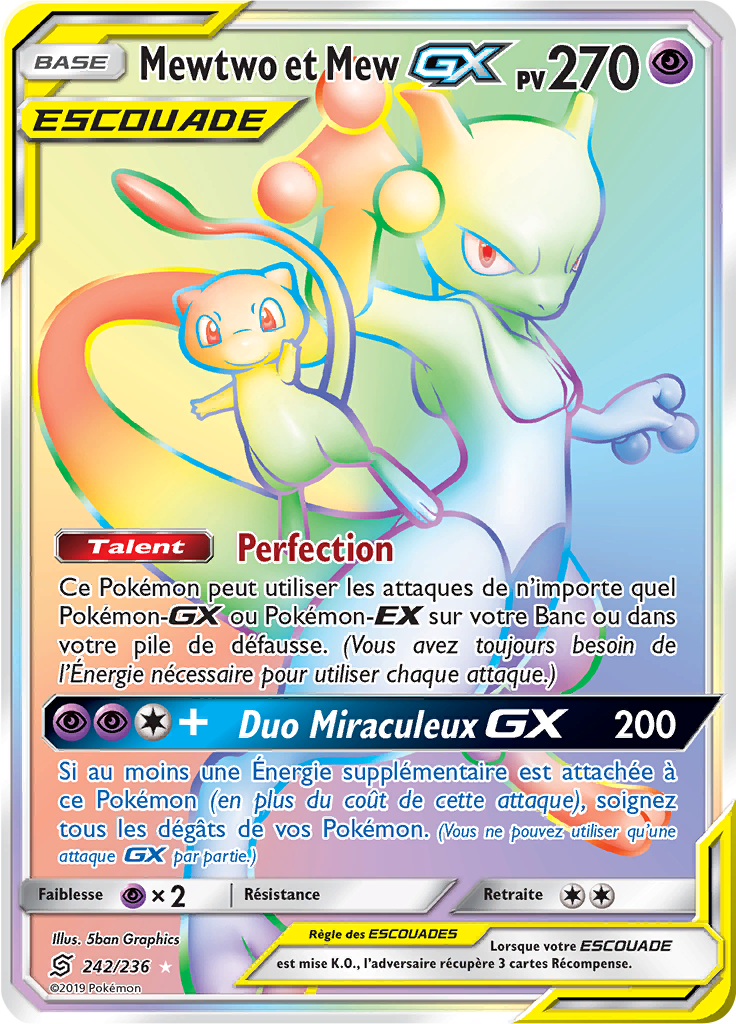 BASE Mewtwo et Mew GX PV270
ESCOUADE
Talent Perfection
Ce Pokémon peut utiliser les attaques de n'importe quel
Pokémon-GX ou Pokémon-EX sur votre Banc ou dans
votre pile de défausse. (Vous avez toujours besoin de
l'Énergie nécessaire pour utiliser chaque attaque.)
+ Duo Miraculeux GX 200
Si au moins une Énergie supplémentaire est attachée à
ce Pokémon (en plus du coût de cette attaque), soignez
tous les dégâts de vos Pokémon. (Vous ne pouvez utiliser qu'une
attaque GX par partie.)
Faiblesse ×2 Résistance Retraite
Illus. 5ban Graphics
242/236
©2019 Pokémon
Règle des ESCOUADES
Lorsque votre ESCOUADE
est mise K.O., l'adversaire récupère 3 cartes Récompense.